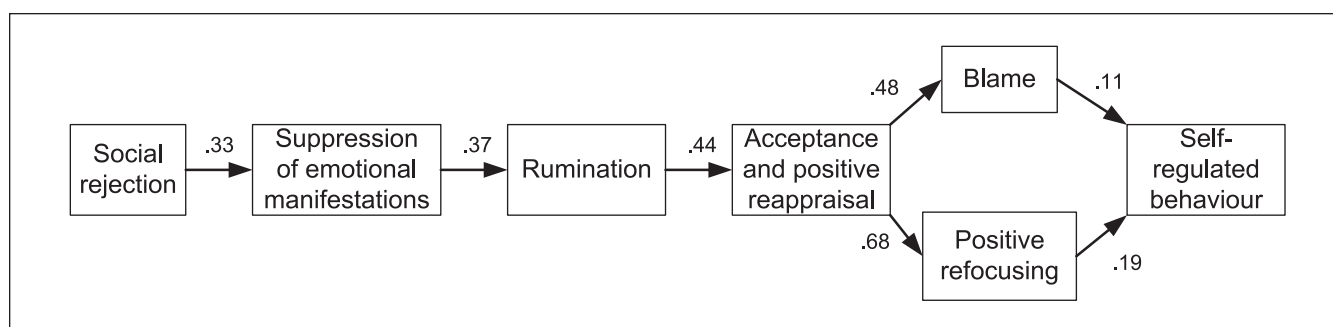 Social
rejection
.33
Suppression
of emotional
manifestations
.37
Rumination
.44
Acceptance
and positive
reappraisal
.48
Blame
.11
.68
Positive
refocusing
.19
Self-
regulated
behaviour